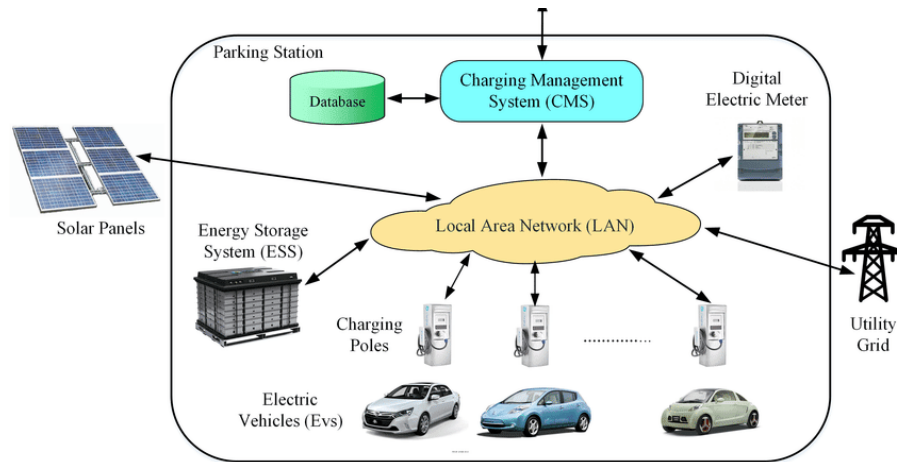 Parking Station
Charging Management
System (CMS)
Database
Digital
Electric Meter
Solar Panels
Local Area Network (LAN)
Energy Storage
System (ESS)
Charging
Poles
Utility
Grid
Electric
Vehicles (Evs)